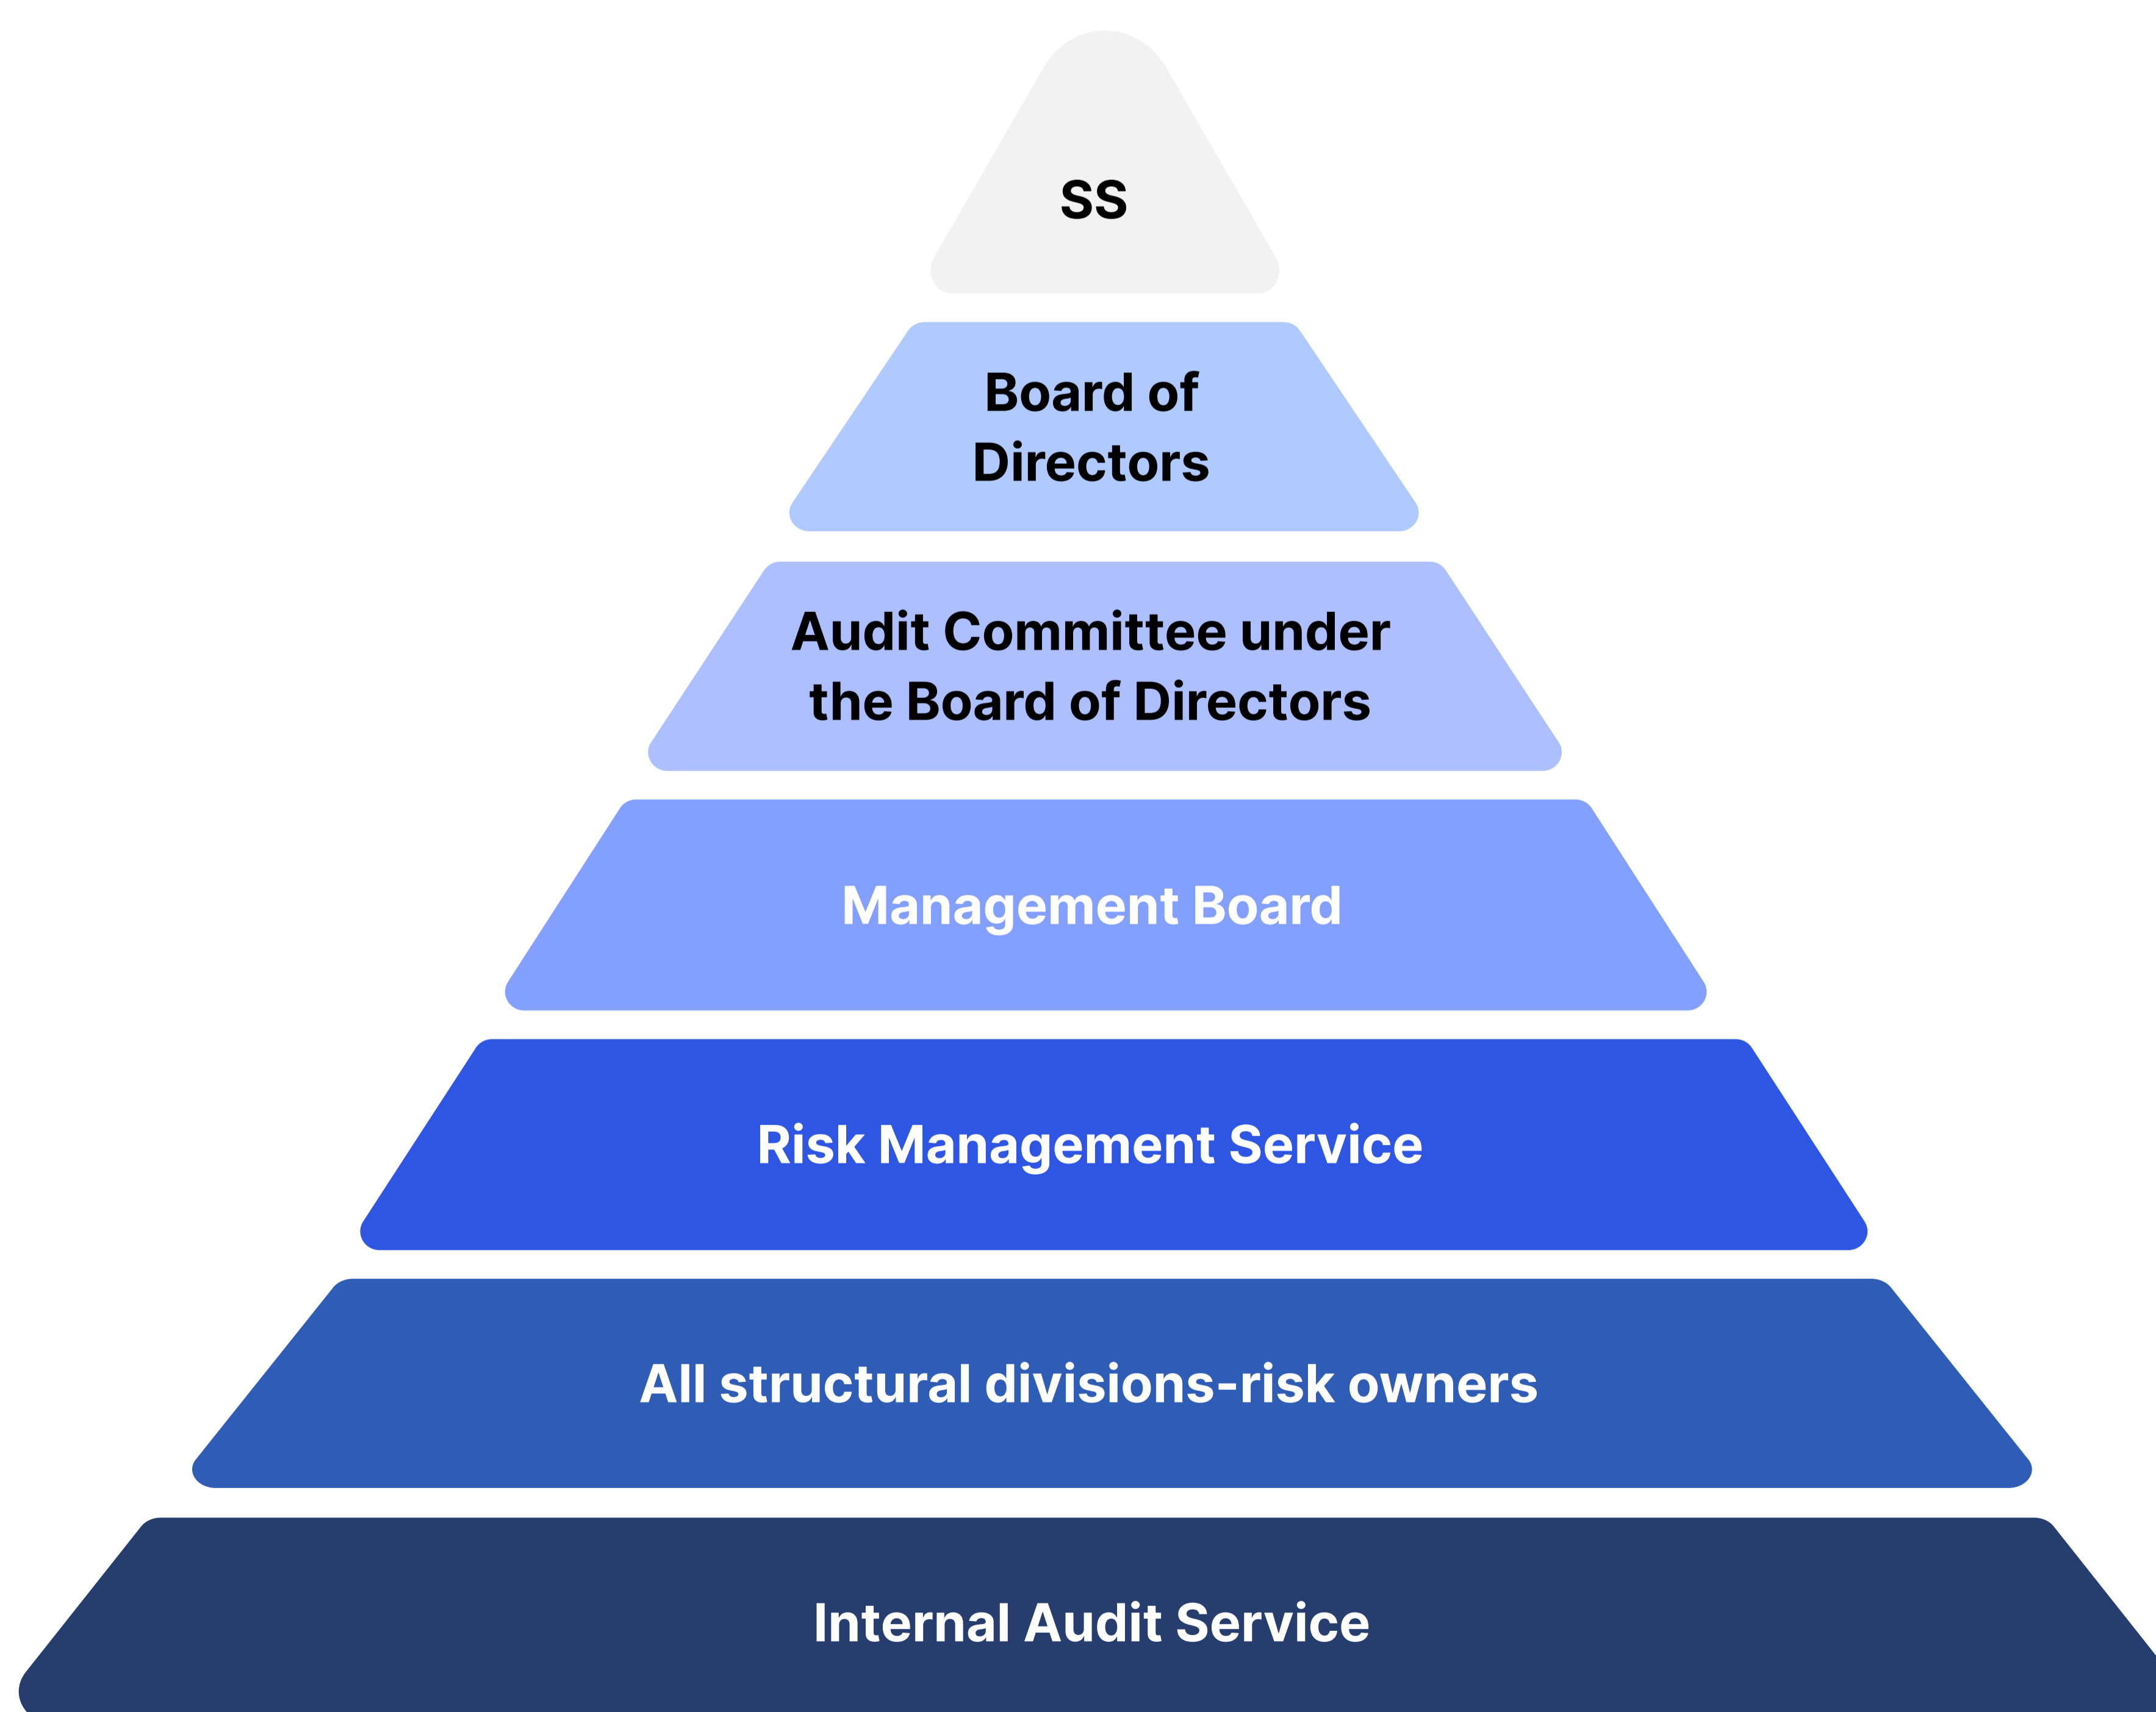 SS
Board of
Directors
Audit Committee under
the Board of Directors
Management Board
Risk Management Service
All structural divisions–risk owners
Internal Audit Service